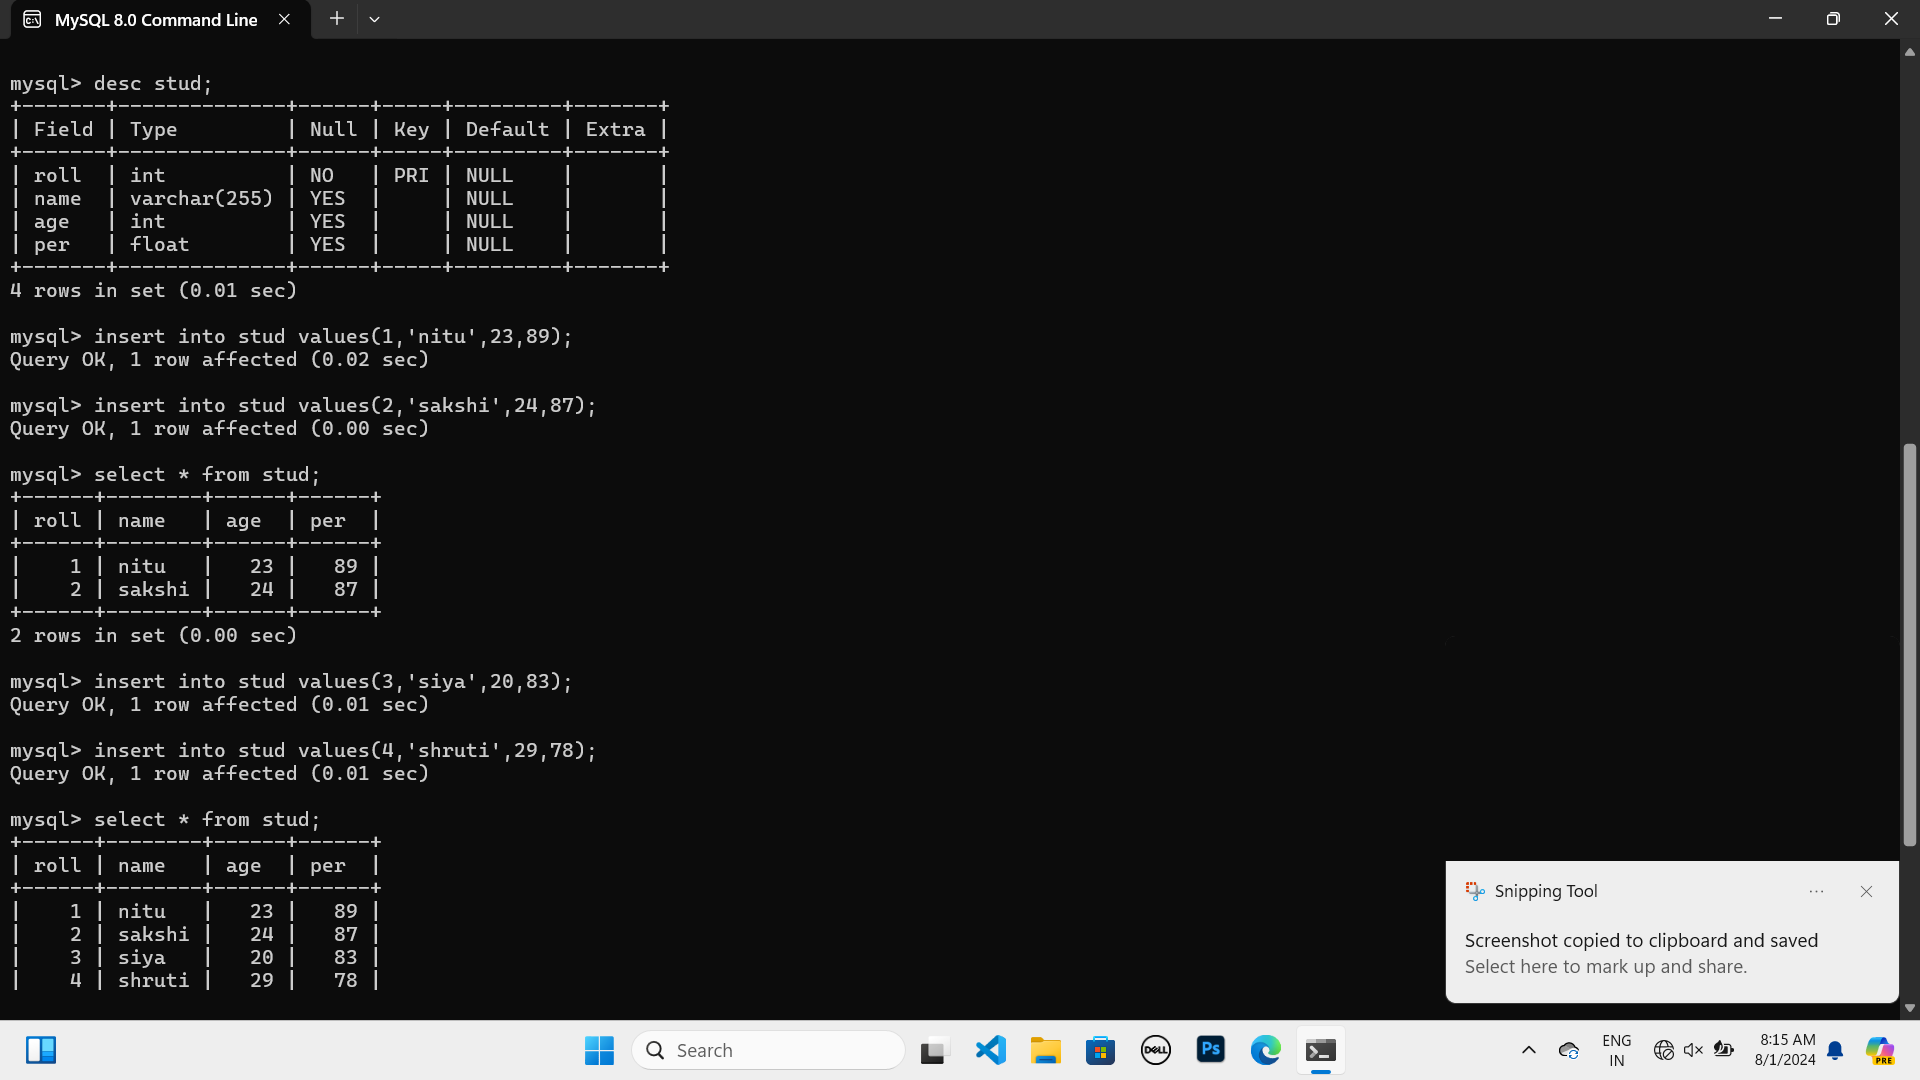 MySQL 8.0 Command Line
mysql> desc stud;
+-------+--------------+------+-----+---------+-------+
| Field | Type         | Null | Key | Default | Extra |
+-------+--------------+------+-----+---------+-------+
| roll  | int          | NO   | PRI | NULL    |       |
| name  | varchar(255) | YES  |     | NULL    |       |
| age   | int          | YES  |     | NULL    |       |
| per   | float        | YES  |     | NULL    |       |
+-------+--------------+------+-----+---------+-------+
4 rows in set (0.01 sec)
mysql> insert into stud values(1,'nitu',23,89);
Query OK, 1 row affected (0.02 sec)
mysql> insert into stud values(2,'sakshi',24,87);
Query OK, 1 row affected (0.00 sec)
mysql> select * from stud;
+------+--------+------+------+
| roll | name   | age  | per  |
+------+--------+------+------+
|    1 | nitu   |   23 |   89 |
|    2 | sakshi |   24 |   87 |
+------+--------+------+------+
2 rows in set (0.00 sec)
mysql> insert into stud values(3,'siya',20,83);
Query OK, 1 row affected (0.01 sec)
mysql> insert into stud values(4,'shruti',29,78);
Query OK, 1 row affected (0.01 sec)
mysql> select * from stud;
+------+--------+------+------+
| roll | name   | age  | per  |
+------+--------+------+------+
|    1 | nitu   |   23 |   89 |
|    2 | sakshi |   24 |   87 |
|    3 | siya   |   20 |   83 |
|    4 | shruti |   29 |   78 |
Snipping Tool
Screenshot copied to clipboard and saved
Select here to mark up and share.
Search
DELL
Ps
ENG
IN
8:15 AM
8/1/2024
PRE